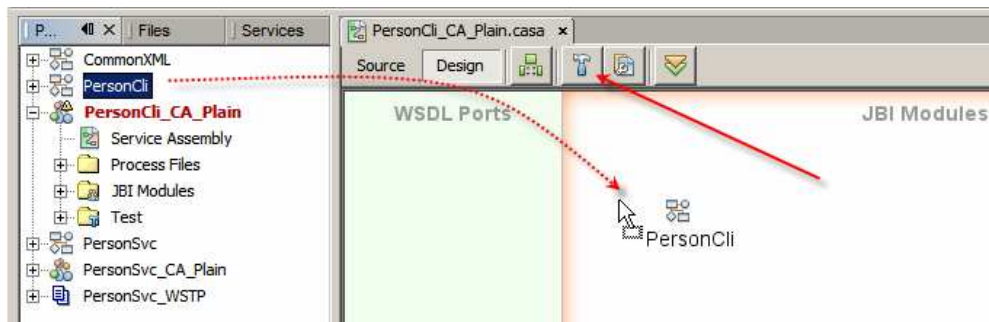 P...
Files
Services
CommonXML
PersonCli
PersonCli_CA_Plain
Service Assembly
Process Files
JBI Modules
Test
PersonSvc
PersonSvc_CA_Plain
PersonSvc_WSTP
PersonCli_CA_Plain.casa
Source Design
WSDL Ports
JBI Modules
PersonCli